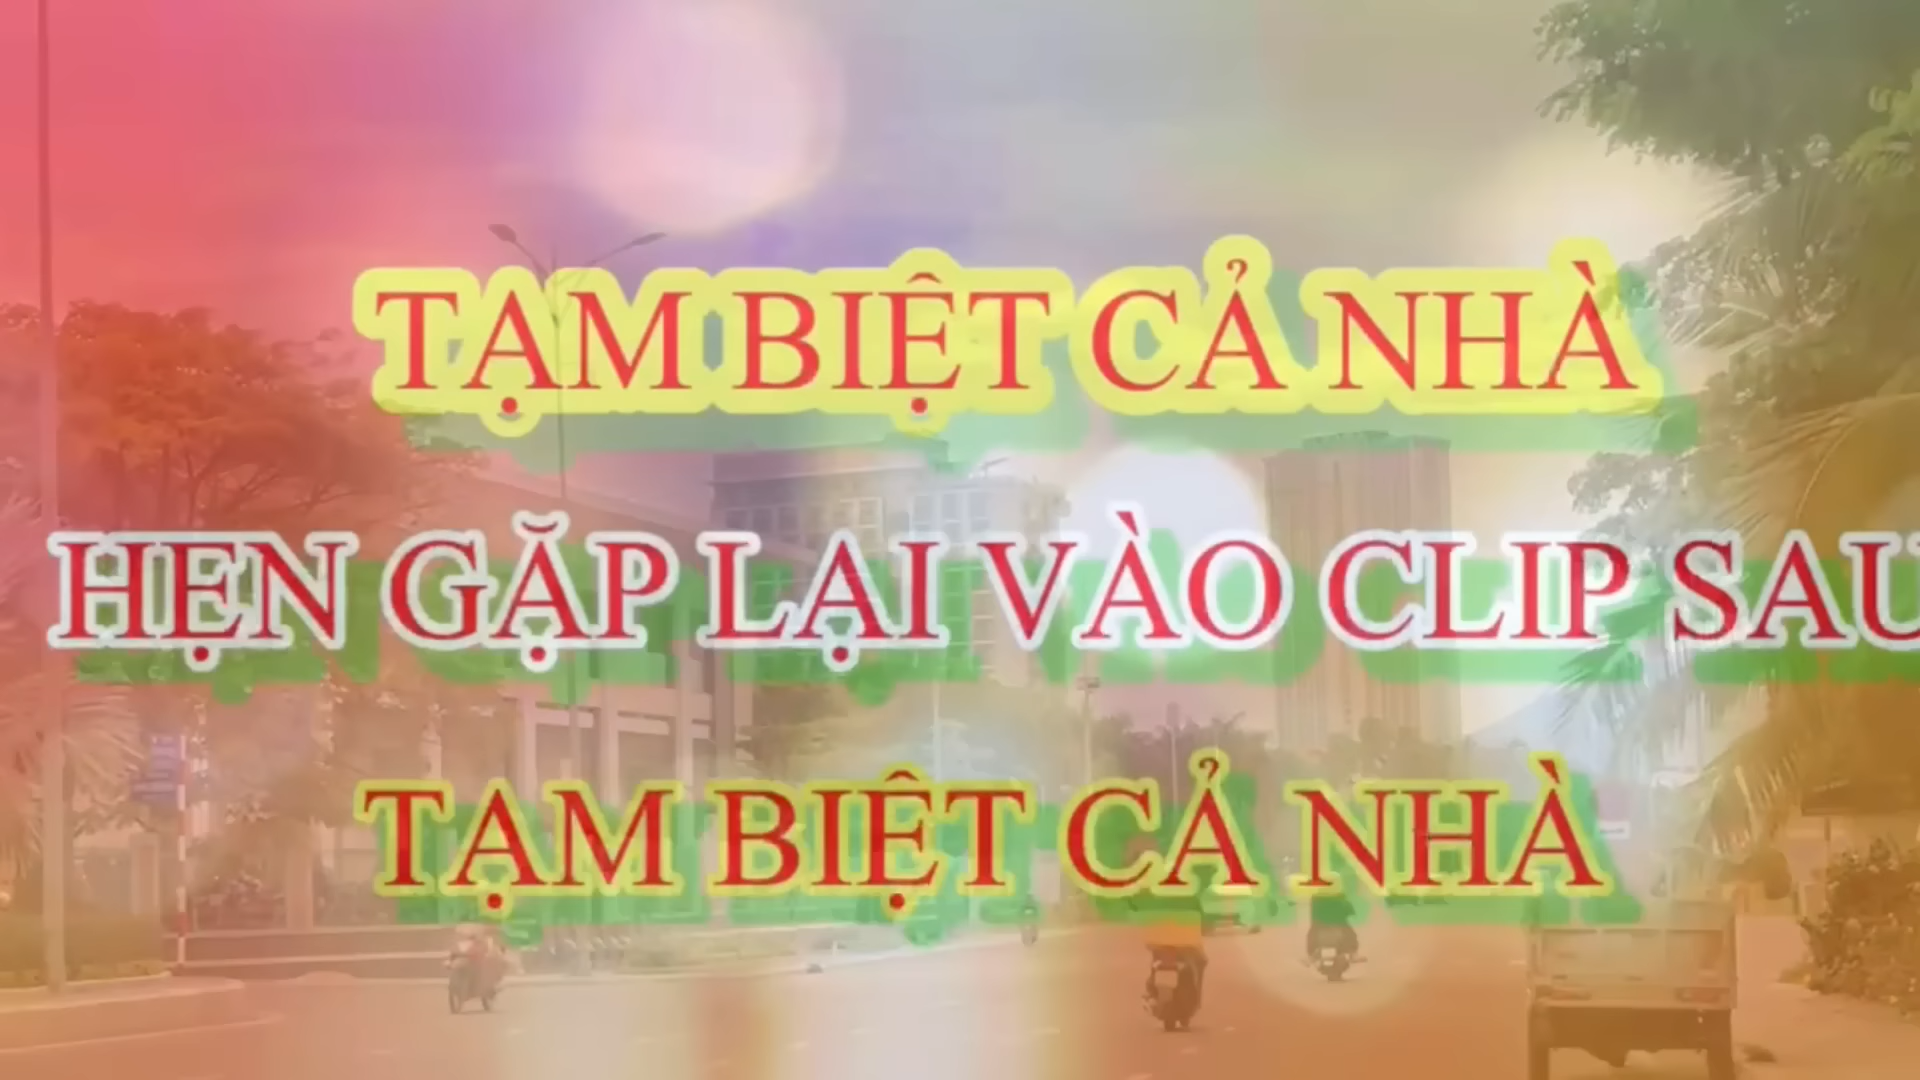 TẠM BIỆT CẢ NHÀ
HẸN GẶP LẠI VÀO CLIP SAU
TẠM BIỆT CẢ NHÀ